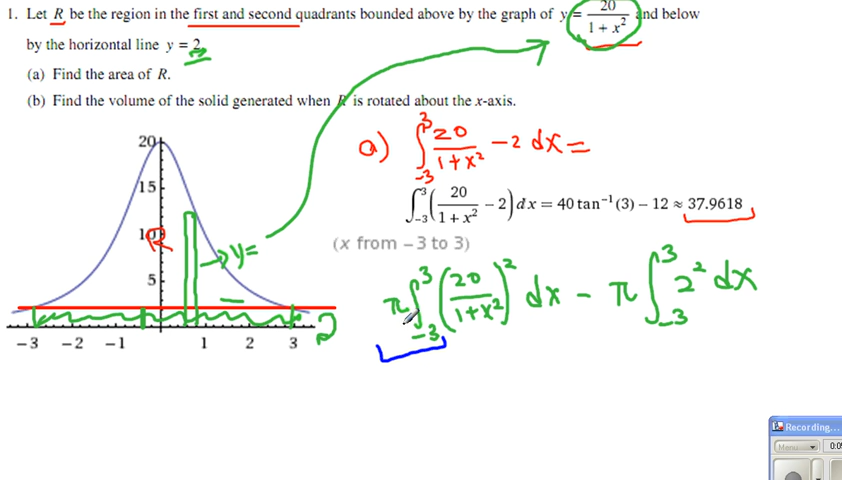 1. Let R be the region in the first and second quadrants bounded above by the graph of y = 20 / (1 + x²) and below
by the horizontal line y = 2.
(a) Find the area of R.
(b) Find the volume of the solid generated when R is rotated about the x-axis.
a) ∫₋₃³ 20/(1+x²) − 2 dx =
∫₋₃³ (20/(1 + x²) − 2) dx = 40 tan⁻¹(3) − 12 ≈ 37.9618
(x from −3 to 3)
π ∫₋₃³ (20/(1+x²))² dx − π ∫₋₃³ 2² dx
20
15
10
R
y=
5
−3 −2 −1 1 2 3
2
Recording...
Menu
0:0